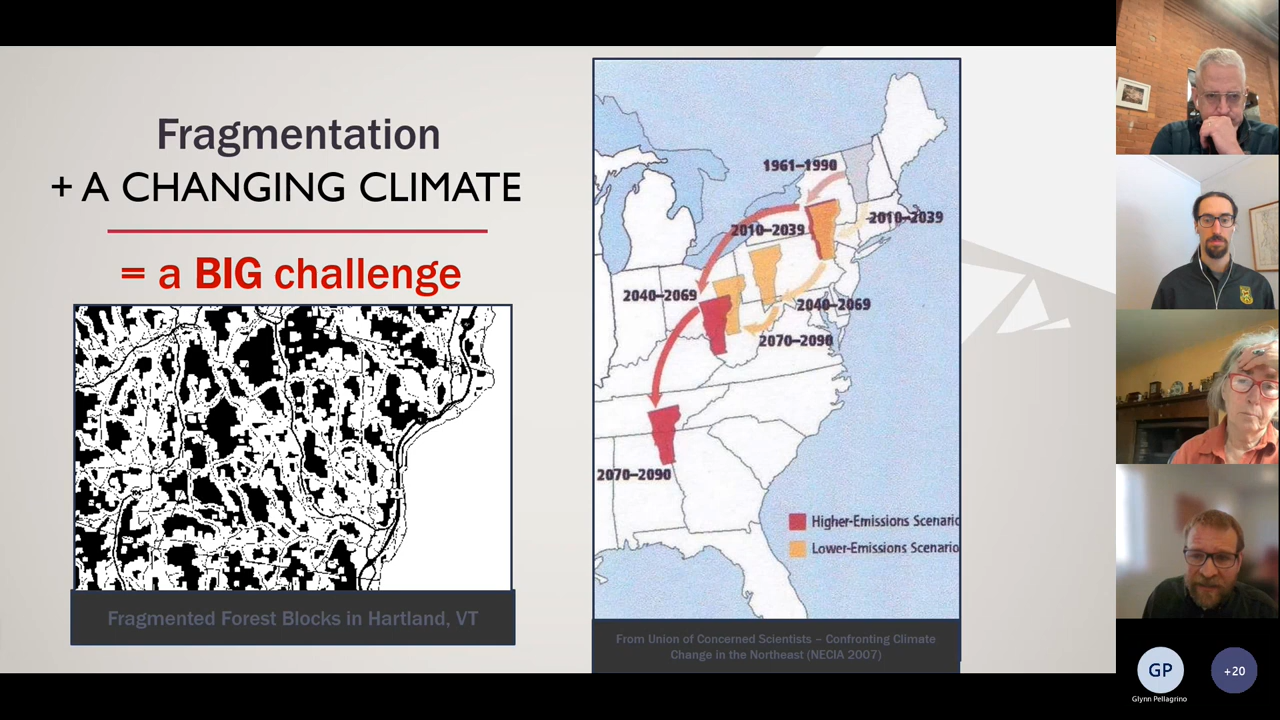 Fragmentation
+ A CHANGING CLIMATE
= a BIG challenge
Fragmented Forest Blocks in Hartland, VT
1961–1990
2010–2039
2010–2039
2040–2069
2040–2069
2070–2090
2070–2090
Higher-Emissions Scenario
Lower-Emissions Scenario
From Union of Concerned Scientists – Confronting Climate
Change in the Northeast (NECIA 2007)
GP
+20
Glynn Pellagrino